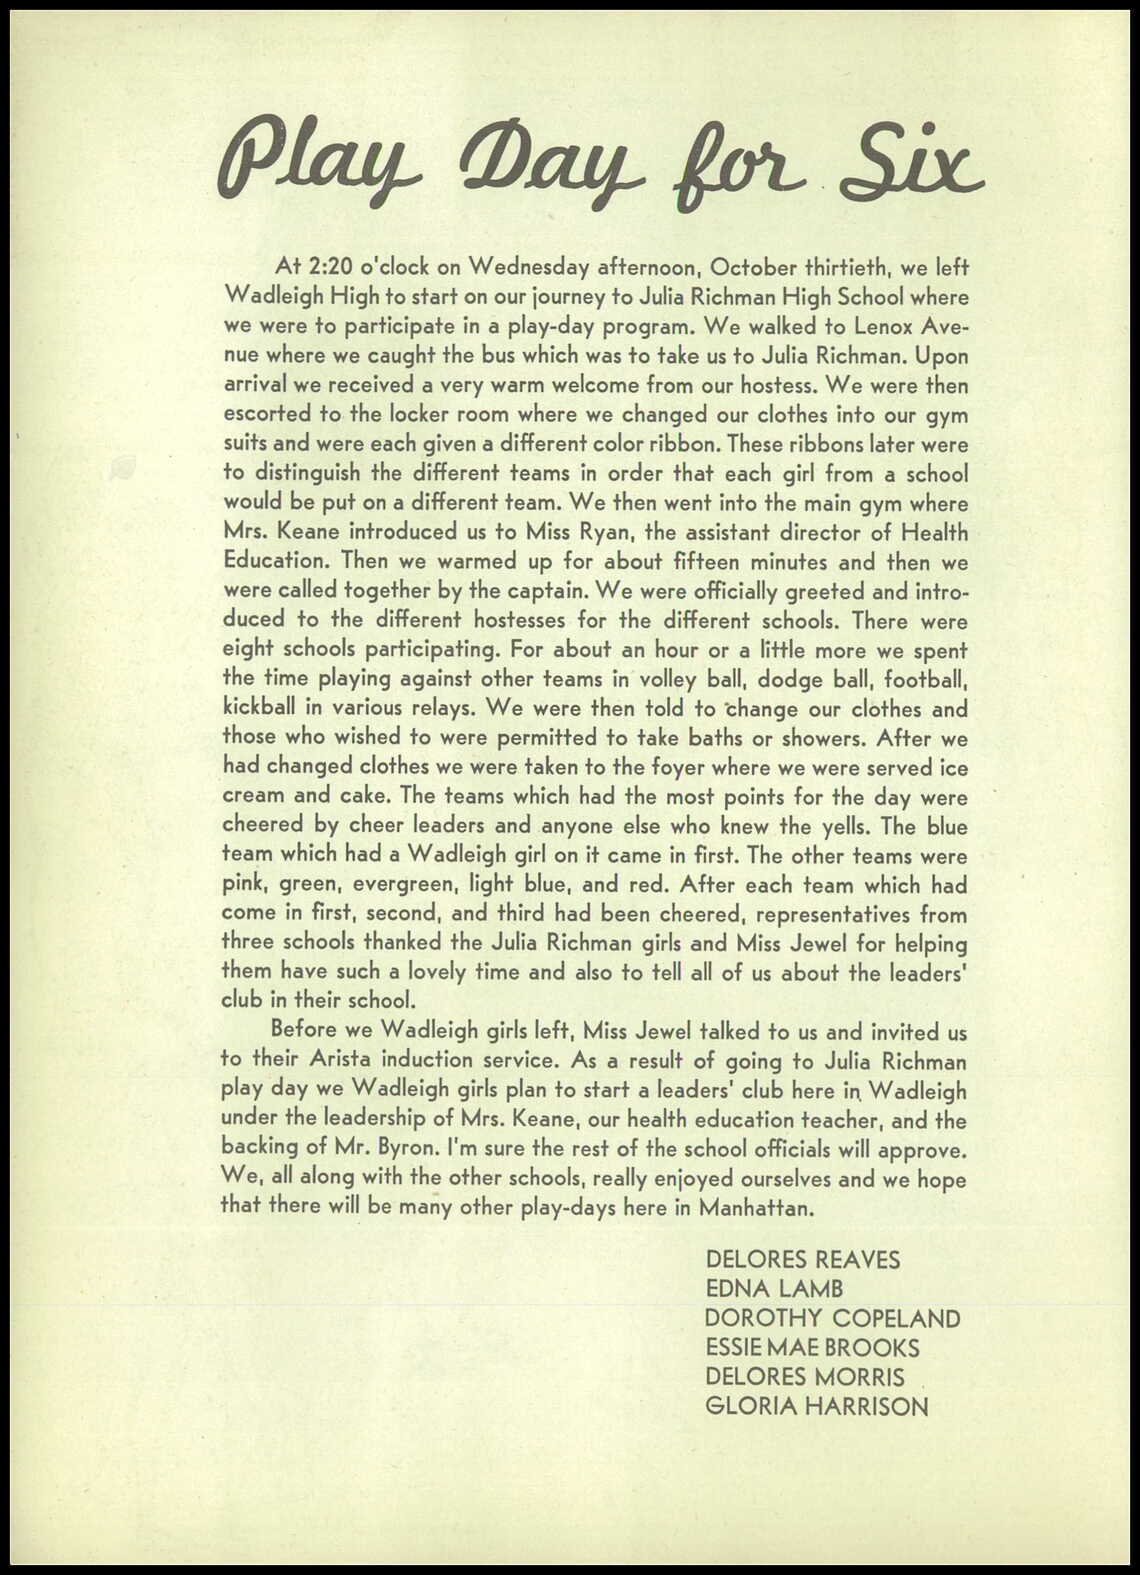 Play Day for Six
At 2:20 o'clock on Wednesday afternoon, October thirtieth, we left
Wadleigh High to start on our journey to Julia Richman High School where
we were to participate in a play-day program. We walked to Lenox Ave-
nue where we caught the bus which was to take us to Julia Richman. Upon
arrival we received a very warm welcome from our hostess. We were then
escorted to the locker room where we changed our clothes into our gym
suits and were each given a different color ribbon. These ribbons later were
to distinguish the different teams in order that each girl from a school
would be put on a different team. We then went into the main gym where
Mrs. Keane introduced us to Miss Ryan, the assistant director of Health
Education. Then we warmed up for about fifteen minutes and then we
were called together by the captain. We were officially greeted and intro-
duced to the different hostesses for the different schools. There were
eight schools participating. For about an hour or a little more we spent
the time playing against other teams in volley ball, dodge ball, football,
kickball in various relays. We were then told to change our clothes and
those who wished to were permitted to take baths or showers. After we
had changed clothes we were taken to the foyer where we were served ice
cream and cake. The teams which had the most points for the day were
cheered by cheer leaders and anyone else who knew the yells. The blue
team which had a Wadleigh girl on it came in first. The other teams were
pink, green, evergreen, light blue, and red. After each team which had
come in first, second, and third had been cheered, representatives from
three schools thanked the Julia Richman girls and Miss Jewel for helping
them have such a lovely time and also to tell all of us about the leaders'
club in their school.
Before we Wadleigh girls left, Miss Jewel talked to us and invited us
to their Arista induction service. As a result of going to Julia Richman
play day we Wadleigh girls plan to start a leaders' club here in Wadleigh
under the leadership of Mrs. Keane, our health education teacher, and the
backing of Mr. Byron. I'm sure the rest of the school officials will approve.
We, all along with the other schools, really enjoyed ourselves and we hope
that there will be many other play-days here in Manhattan.
DELORES REAVES
EDNA LAMB
DOROTHY COPELAND
ESSIE MAE BROOKS
DELORES MORRIS
GLORIA HARRISON